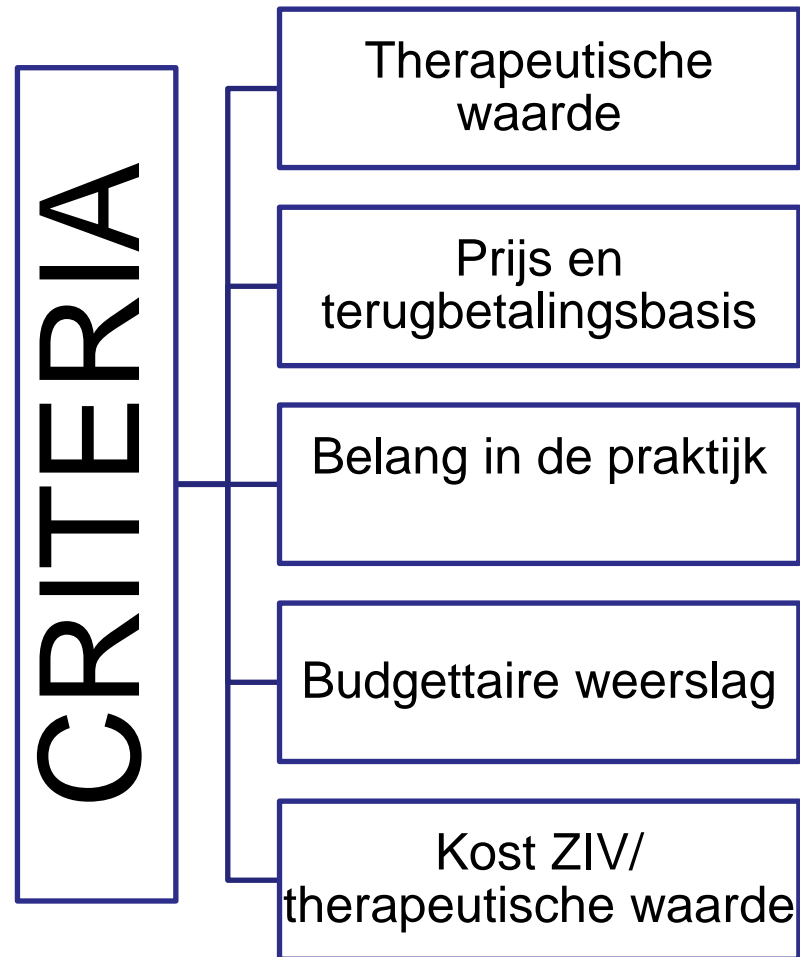 CRITERIA
Therapeutische
waarde
Prijs en
terugbetalingsbasis
Belang in de praktijk
Budgettaire weerslag
Kost ZIV/
therapeutische waarde